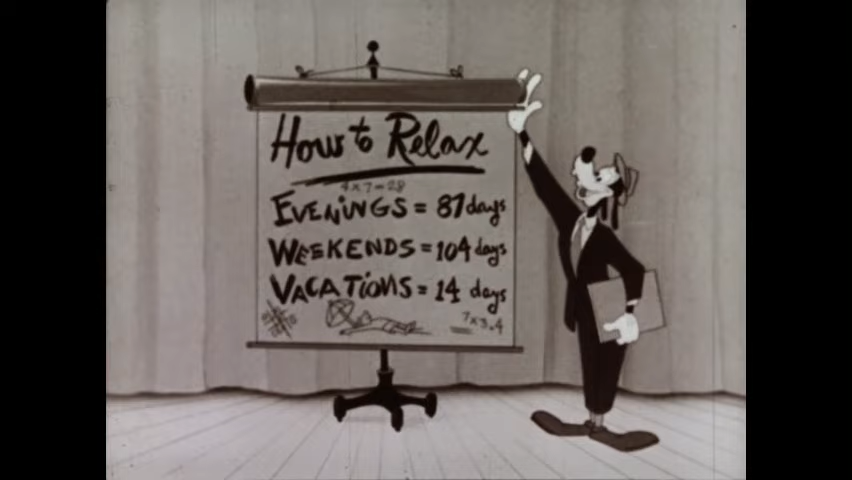 How to Relax
4x7=28
EVENINGS = 87 days
WEEKENDS = 104 days
VACATIONS = 14 days
7x3.4